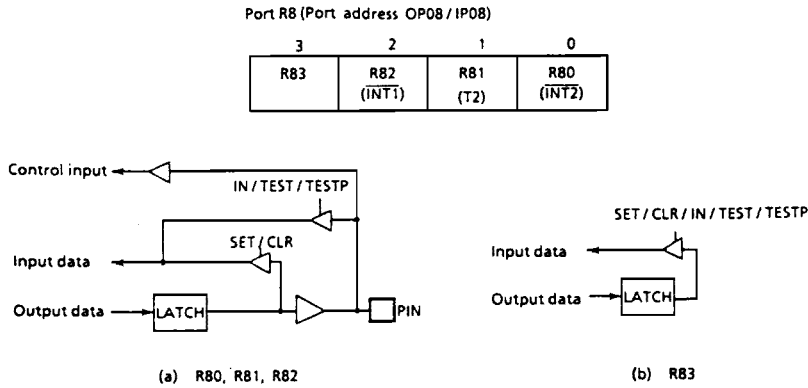 Port R8 (Port address OP08 / IP08)
3 2 1 0
R83 R82 R81 R80
(INT1) (T2) (INT2)
Control input
IN / TEST / TESTP
SET / CLR / IN / TEST / TESTP
SET / CLR
Input data
Input data
Output data LATCH PIN
Output data LATCH
(a) R80, R81, R82
(b) R83